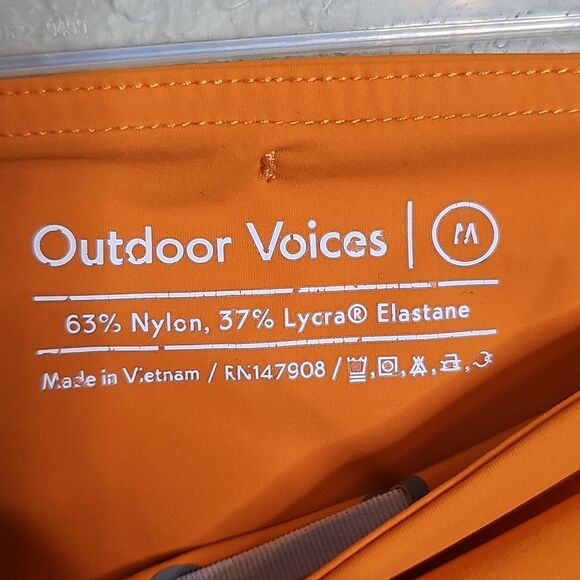 Outdoor Voices | M
63% Nylon, 37% Lycra® Elastane
Made in Vietnam / RN147908 /